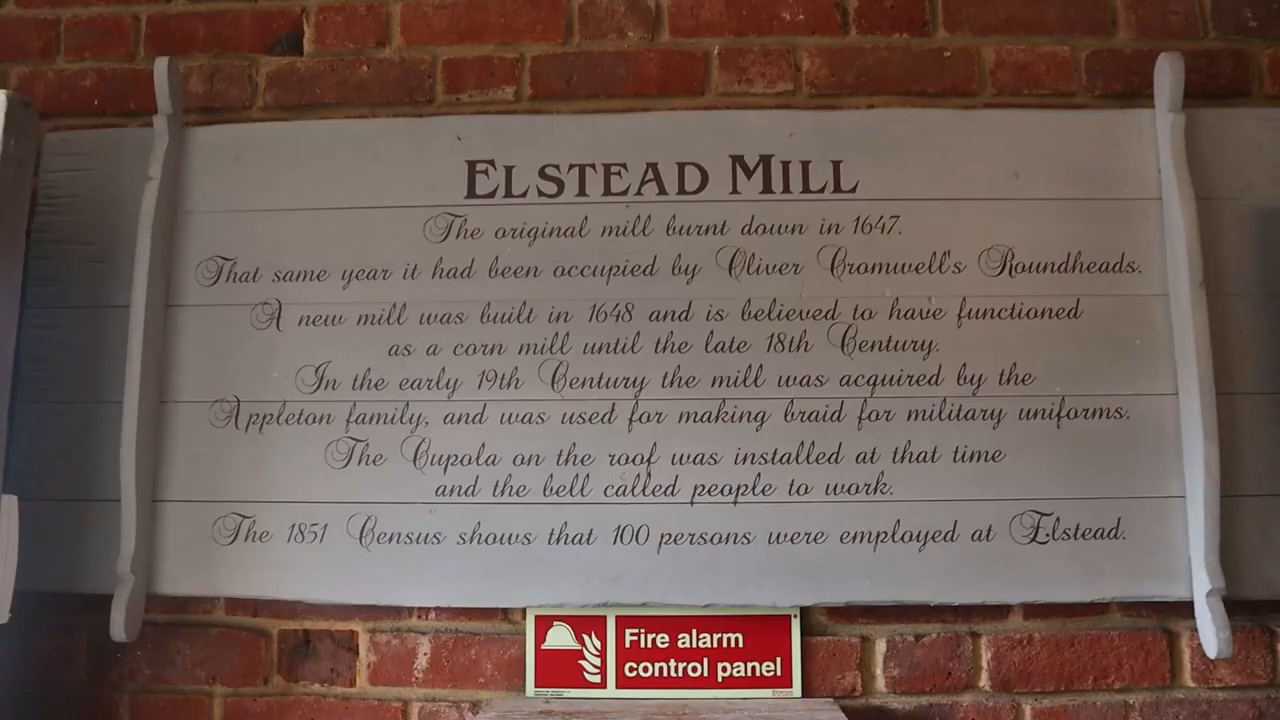 ELSTEAD MILL
The original mill burnt down in 1647.
That same year it had been occupied by Oliver Cromwell's Roundheads.
A new mill was built in 1648 and is believed to have functioned
as a corn mill until the late 18th Century.
In the early 19th Century the mill was acquired by the
Appleton family, and was used for making braid for military uniforms.
The Cupola on the roof was installed at that time
and the bell called people to work.
The 1851 Census shows that 100 persons were employed at Elstead.
Fire alarm
control panel